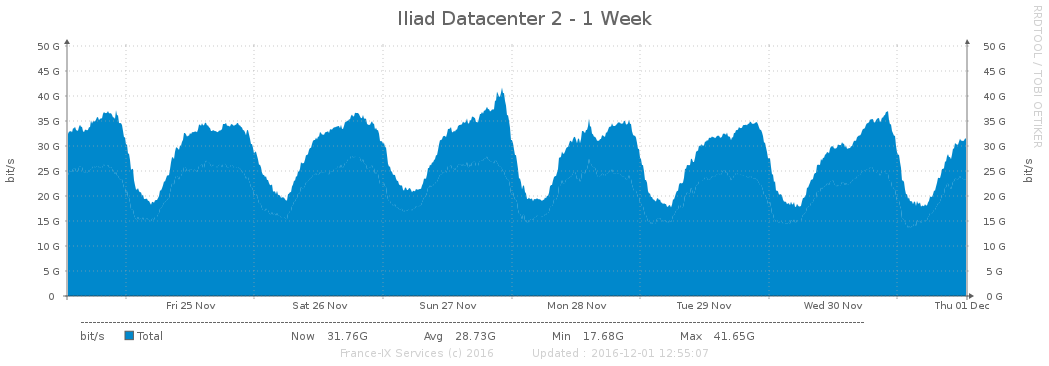 Iliad Datacenter 2 - 1 Week
RRDTOOL / TOBI OETIKER
50 G 50 G
45 G 45 G
40 G 40 G
35 G 35 G
30 G 30 G
25 G 25 G
20 G 20 G
15 G 15 G
10 G 10 G
5 G 5 G
0 0 G
bit/s bit/s
Fri 25 Nov Sat 26 Nov Sun 27 Nov Mon 28 Nov Tue 29 Nov Wed 30 Nov Thu 01 Dec
bit/s Total Now 31.76G Avg 28.73G Min 17.68G Max 41.65G
France-IX Services (c) 2016 Updated : 2016-12-01 12:55:07